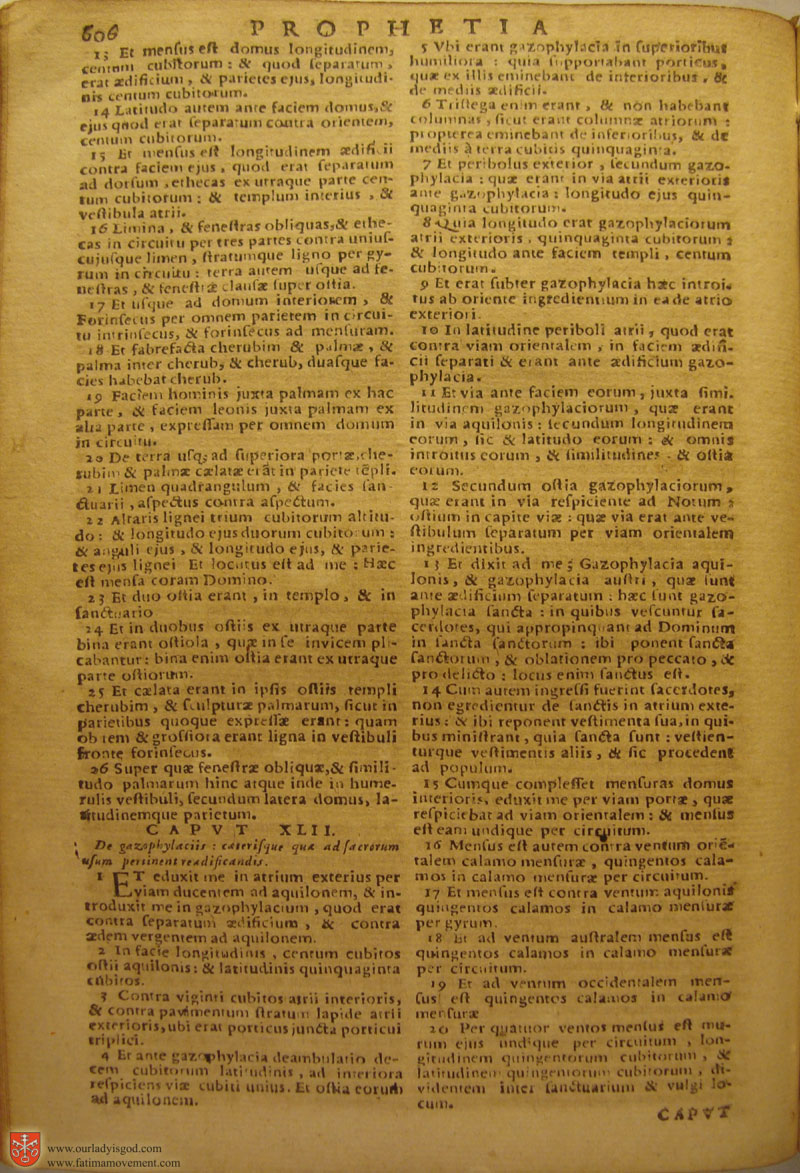 606
PROPHETIA
13 Et menſus eſt domus longitudinem,
centum cubitorum: & quod ſeparatum,
erat ædificium, & parietes ejus, longitudi-
nis centum cubitorum.
14 Latitudo autem ante faciem domus, &
ejus quod erat ſeparatum contra orientem,
centum cubitorum.
15 Et menſus eſt longitudinem ædificii
contra faciem ejus, quod erat ſeparatum
ad dorſum, ethecas ex utraque parte cen-
tum cubitorum: & templum interius, &
veſtibula atrii.
16 Limina, & feneſtras obliquas, & ethe-
cas in circuitu per tres partes contra uniuſ-
cujuſque limen, ſtratumque ligno per gy-
rum in circuitu: terra autem uſque ad fe-
neſtras, & feneſtræ clauſæ ſuper oſtia.
17 Et uſque ad domum interiorem, &
Forinſecus per omnem parietem in circui-
tu intrinſecus, & forinſecus ad menſuram.
18 Et fabrefacta cherubim & palmæ, &
palma inter cherub, & cherub, duaſque fa-
cies habebat cherub.
19 Faciem hominis juxta palmam ex hac
parte, & faciem leonis juxta palmam ex
alia parte, expreſſam per omnem domum
in circuitu.
20 De terra uſq; ad ſuperiora portæ, che-
rubim & palmæ cælatæ erãt in pariete tẽpli.
21 Limen quadrangulum, & facies ſan-
ctuarii, aſpectus contra aſpectum.
22 Altaris lignei trium cubitorum altitu-
do: & longitudo ejus duorum cubitorum:
& anguli ejus, & longitudo ejus, & parie-
tes ejus lignei Et locutus eſt ad me: Hæc
eſt menſa coram Domino.
23 Et duo oſtia erant, in templo, & in
ſanctuario
24 Et in duobus oſtiis ex utraque parte
bina erant oſtiola, quæ in ſe invicem pli-
cabantur: bina enim oſtia erant ex utraque
parte oſtiorum.
25 Et cælata erant in ipſis oſtiis templi
cherubim, & ſculpturæ palmarum, ſicut in
parietibus quoque expreſſæ erant: quam
ob rem & groſſiora erant ligna in veſtibuli
fronte forinſecus.
26 Super quæ feneſtræ obliquæ, & ſimili-
tudo palmarum hinc atque inde in hume-
rulis veſtibuli, ſecundum latera domus, la-
titudinemque parietum.
CAPVT XLII.
De gazophylaciis: cæteriſque quæ ad ſacrorum
uſum pertinent reædificandis.
1 ET eduxit me in atrium exterius per
viam ducentem ad aquilonem, & in-
troduxit me in gazophylacium, quod erat
contra ſeparatum ædificium, & contra
ædem vergentem ad aquilonem.
2 In facie longitudinis, centum cubitos
oſtii aquilonis: & latitudinis quinquaginta
cubitos.
3 Contra viginti cubitos atrii interioris,
& contra pavimentum ſtratum lapide atrii
exterioris, ubi erat porticus juncta porticui
triplici.
4 Et ante gazophylacia deambulatio de-
cem cubitorum latitudinis, ad interiora
reſpiciens viæ cubiti unius. Et oſtia eorum
ad aquilonem.
5 Vbi erant gazophylacia in ſuperioribus
humiliora: quia ſupportabant porticus,
quæ ex illis eminebant de interioribus, &
de mediis ædificii.
6 Triſtega enim erant, & non habebant
columnas, ſicut erant columnæ atriorum:
propterea eminebant de inferioribus, & de
mediis à terra cubitis quinquaginta.
7 Et peribolus exterior, ſecundum gazo-
phylacia: quæ erant in via atrii exterioris
ante gazophylacia: longitudo ejus quin-
quaginta cubitorum.
8 Quia longitudo erat gazophylaciorum
atrii exterioris, quinquaginta cubitorum:
& longitudo ante faciem templi, centum
cubitorum.
9 Et erat ſubter gazophylacia hæc introi-
tus ab oriente ingredientium in ea de atrio
exteriori.
10 In latitudine periboli atrii, quod erat
contra viam orientalem, in faciem ædifi-
cii ſeparati & erant ante ædificium gazo-
phylacia.
11 Et via ante faciem eorum, juxta ſimi-
litudinem gazophylaciorum, quæ erant
in via aquilonis: ſecundum longitudinem
eorum, ſic & latitudo eorum: & omnis
introitus eorum, & ſimilitudines, & oſtia
eorum.
12 Secundum oſtia gazophylaciorum,
quæ erant in via reſpiciente ad Notum:
oſtium in capite viæ: quæ via erat ante ve-
ſtibulum ſeparatum per viam orientalem
ingredientibus.
13 Et dixit ad me; Gazophylacia aqui-
lonis, & gazophylacia auſtri, quæ ſunt
ante ædificium ſeparatum: hæc ſunt gazo-
phylacia ſancta: in quibus veſcuntur ſa-
cerdotes, qui appropinquant ad Dominum
in ſancta ſanctorum: ibi ponent ſancta
ſanctorum, & oblationem pro peccato, &
pro delicto: locus enim ſanctus eſt.
14 Cum autem ingreſſi fuerint ſacerdotes,
non egredientur de ſanctis in atrium exte-
rius: & ibi reponent veſtimenta ſua, in qui-
bus miniſtrant, quia ſancta ſunt: veſtien-
turque veſtimentis aliis, & ſic procedent
ad populum.
15 Cumque compleſſet menſuras domus
interioris, eduxit me per viam portæ, quæ
reſpiciebat ad viam orientalem: & menſus
eſt eam undique per circuitum.
16 Menſus eſt autem contra ventum oriẽ-
talem calamo menſuræ, quingentos cala-
mos in calamo menſuræ per circuitum.
17 Et menſus eſt contra ventum aquilonis
quingentos calamos in calamo menſuræ
per gyrum.
18 Et ad ventum auſtralem menſus eſt
quingentos calamos in calamo menſuræ
per circuitum.
19 Et ad ventum occidentalem men-
ſus eſt quingentos calamos in calamo
menſuræ
20 Per quatuor ventos menſus eſt mu-
rum ejus undique per circuitum, lon-
gitudinem quingentorum cubitorum, &
latitudinem quingentorum cubitorum, di-
videntem inter ſanctuarium & vulgi lo-
cum.
CAPVT
www.ourladyisgod.com
www.fatimamovement.com